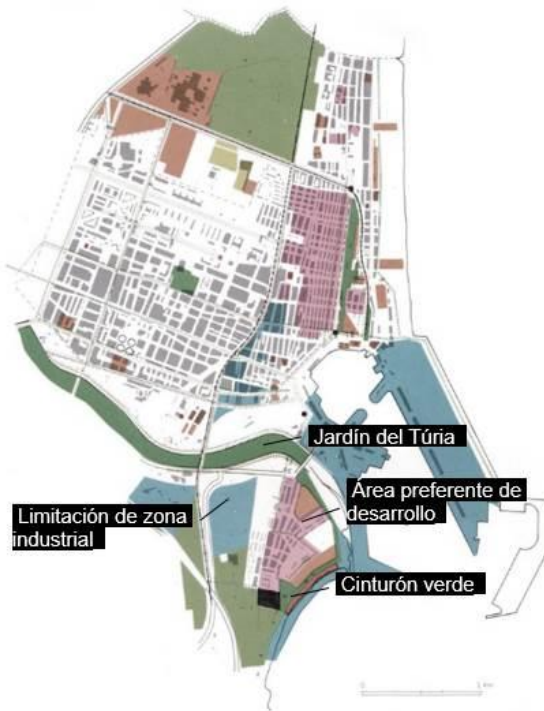 Jardín del Túria
Área preferente de
desarrollo
Limitación de zona
industrial
Cinturón verde